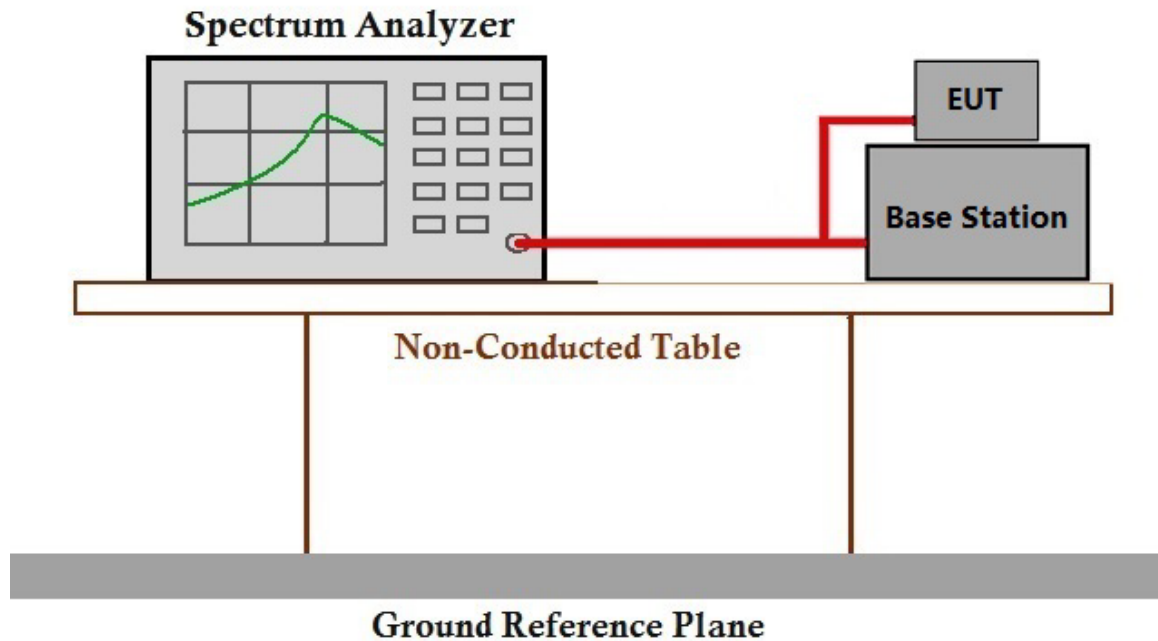 Spectrum Analyzer
EUT
Base Station
Non-Conducted Table
Ground Reference Plane